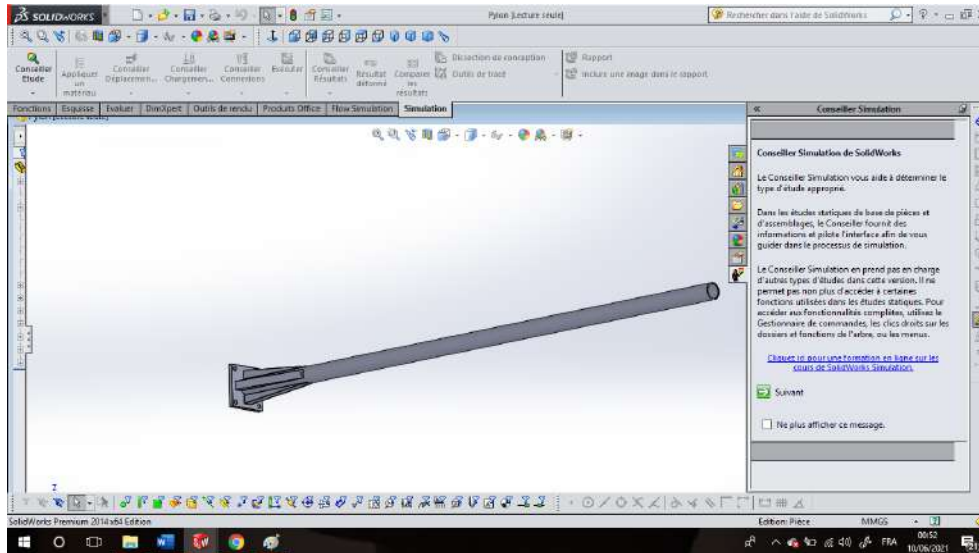 SOLIDWORKS
Pylon [Lecture seule]
Rechercher dans l'aide de SolidWorks
Conseiller Etude
Appliquer un matériau
Conseiller Déplacemen...
Conseiller Chargemen...
Conseiller Connexions
Exécuter
Conseiller Résultats
Résultat déformé
Comparer les résultats
Dissection de conception
Outils de tracé
Rapport
Inclure une image dans le rapport
Fonctions
Esquisse
Evaluer
DimXpert
Outils de rendu
Produits Office
Flow Simulation
Simulation
Conseiller Simulation
Conseiller Simulation de SolidWorks
Le Conseiller Simulation vous aide à déterminer le
type d'étude approprié.
Dans les études statiques de base de pièces et
d'assemblages, le Conseiller fournit des
informations et pilote l'interface afin de vous
guider dans le processus de simulation.
Le Conseiller Simulation en prend pas en charge
d'autres types d'études dans cette version. Il ne
permet pas non plus d'accéder à certaines
fonctions utilisées dans les études statiques. Pour
accéder aux fonctionnalités complètes, utilisez le
Gestionnaire de commandes, les clics droits sur les
dossiers et fonctions de l'arbre, ou les menus.
Cliquez ici pour une formation en ligne sur les
cours de SolidWorks Simulation.
Suivant
Ne plus afficher ce message.
Z
SolidWorks Premium 2014 x64 Edition
Edition: Pièce
MMGS
FRA
00:52
10/06/2021